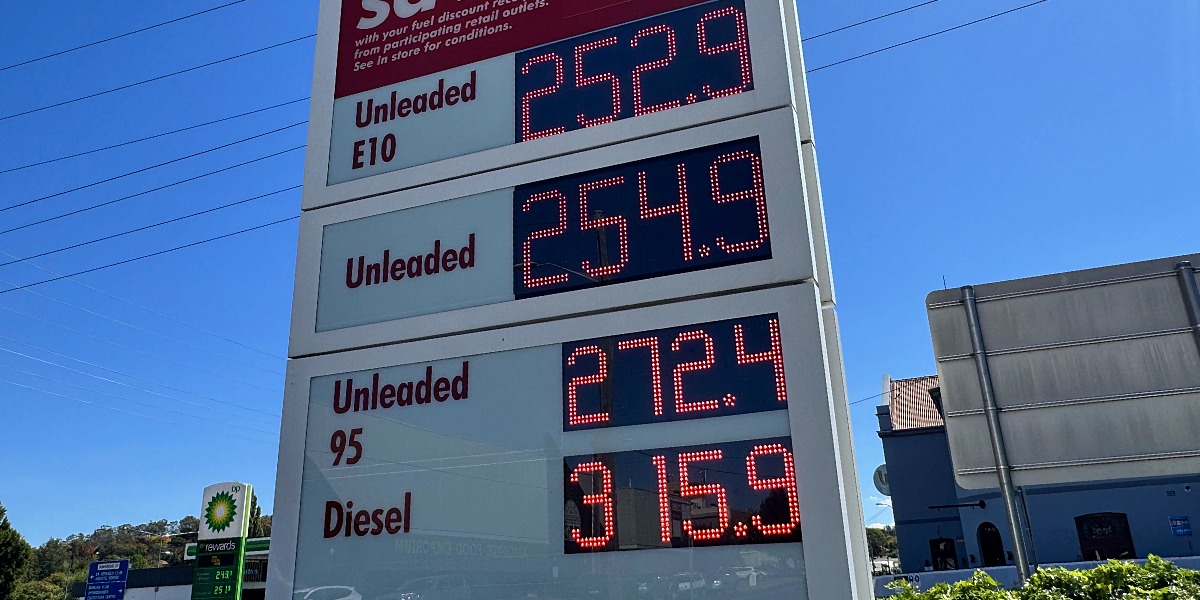 with your fuel discount
from participating retail outlets.
See in store for conditions.
252.9
Unleaded
E10
254.9
Unleaded
272.4
Unleaded
95
315.9
Diesel
bp
rewards